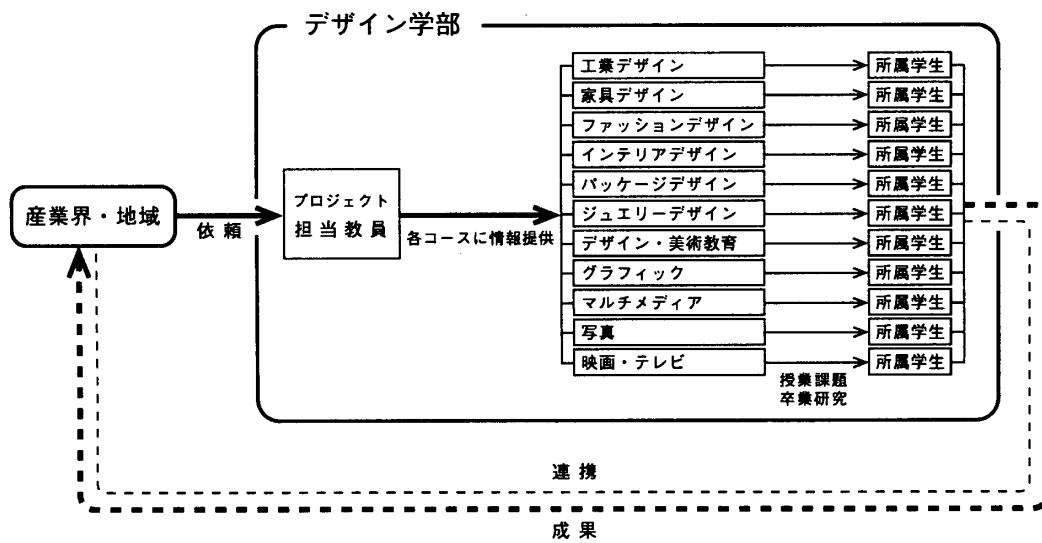 デザイン学部
産業界・地域
依頼
プロジェクト
担当教員
各コースに情報提供
工業デザイン
所属学生
家具デザイン
所属学生
ファッションデザイン
所属学生
インテリアデザイン
所属学生
パッケージデザイン
所属学生
ジュエリーデザイン
所属学生
デザイン・美術教育
所属学生
グラフィック
所属学生
マルチメディア
所属学生
写真
所属学生
映画・テレビ
所属学生
授業課題
卒業研究
連携
成果